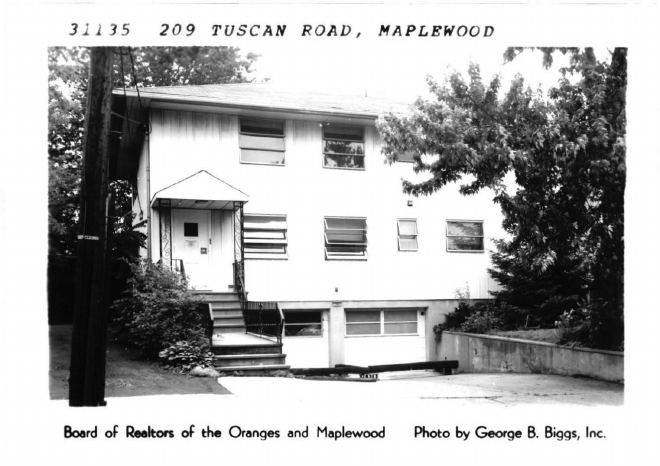 31135 209 TUSCAN ROAD, MAPLEWOOD
Board of Realtors of the Oranges and Maplewood Photo by George B. Biggs, Inc.